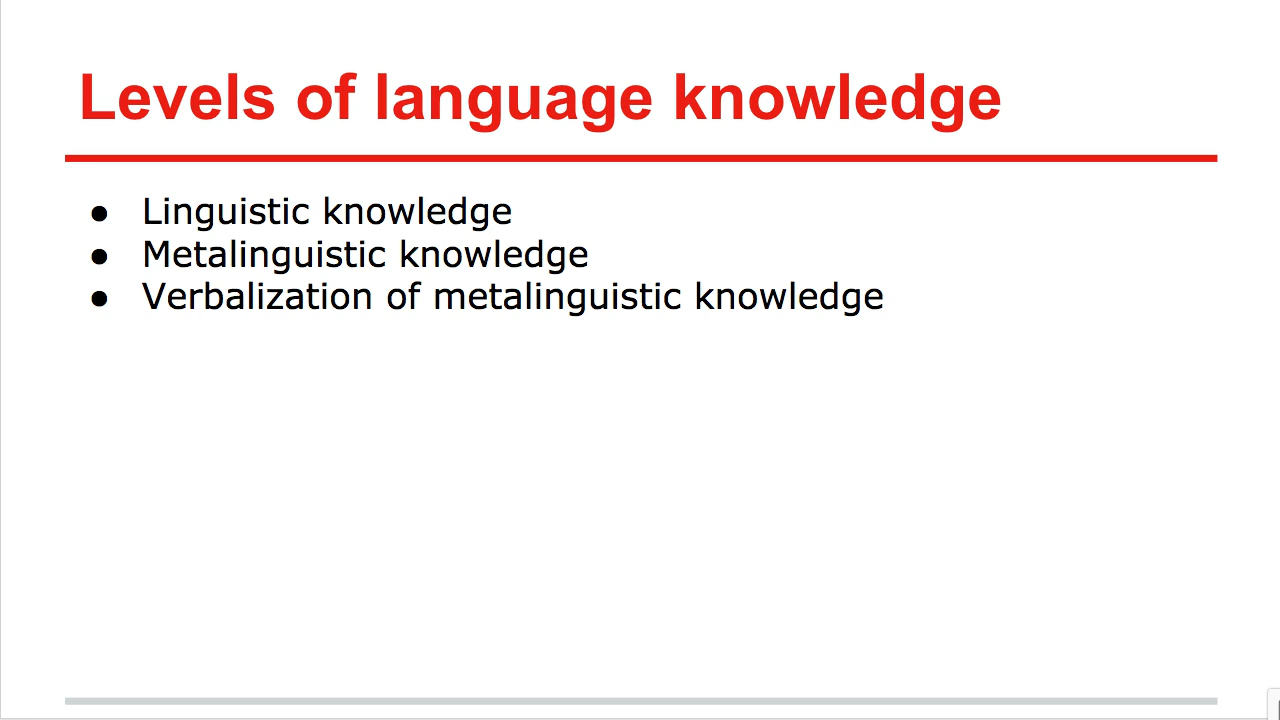 Levels of language knowledge
● Linguistic knowledge
● Metalinguistic knowledge
● Verbalization of metalinguistic knowledge